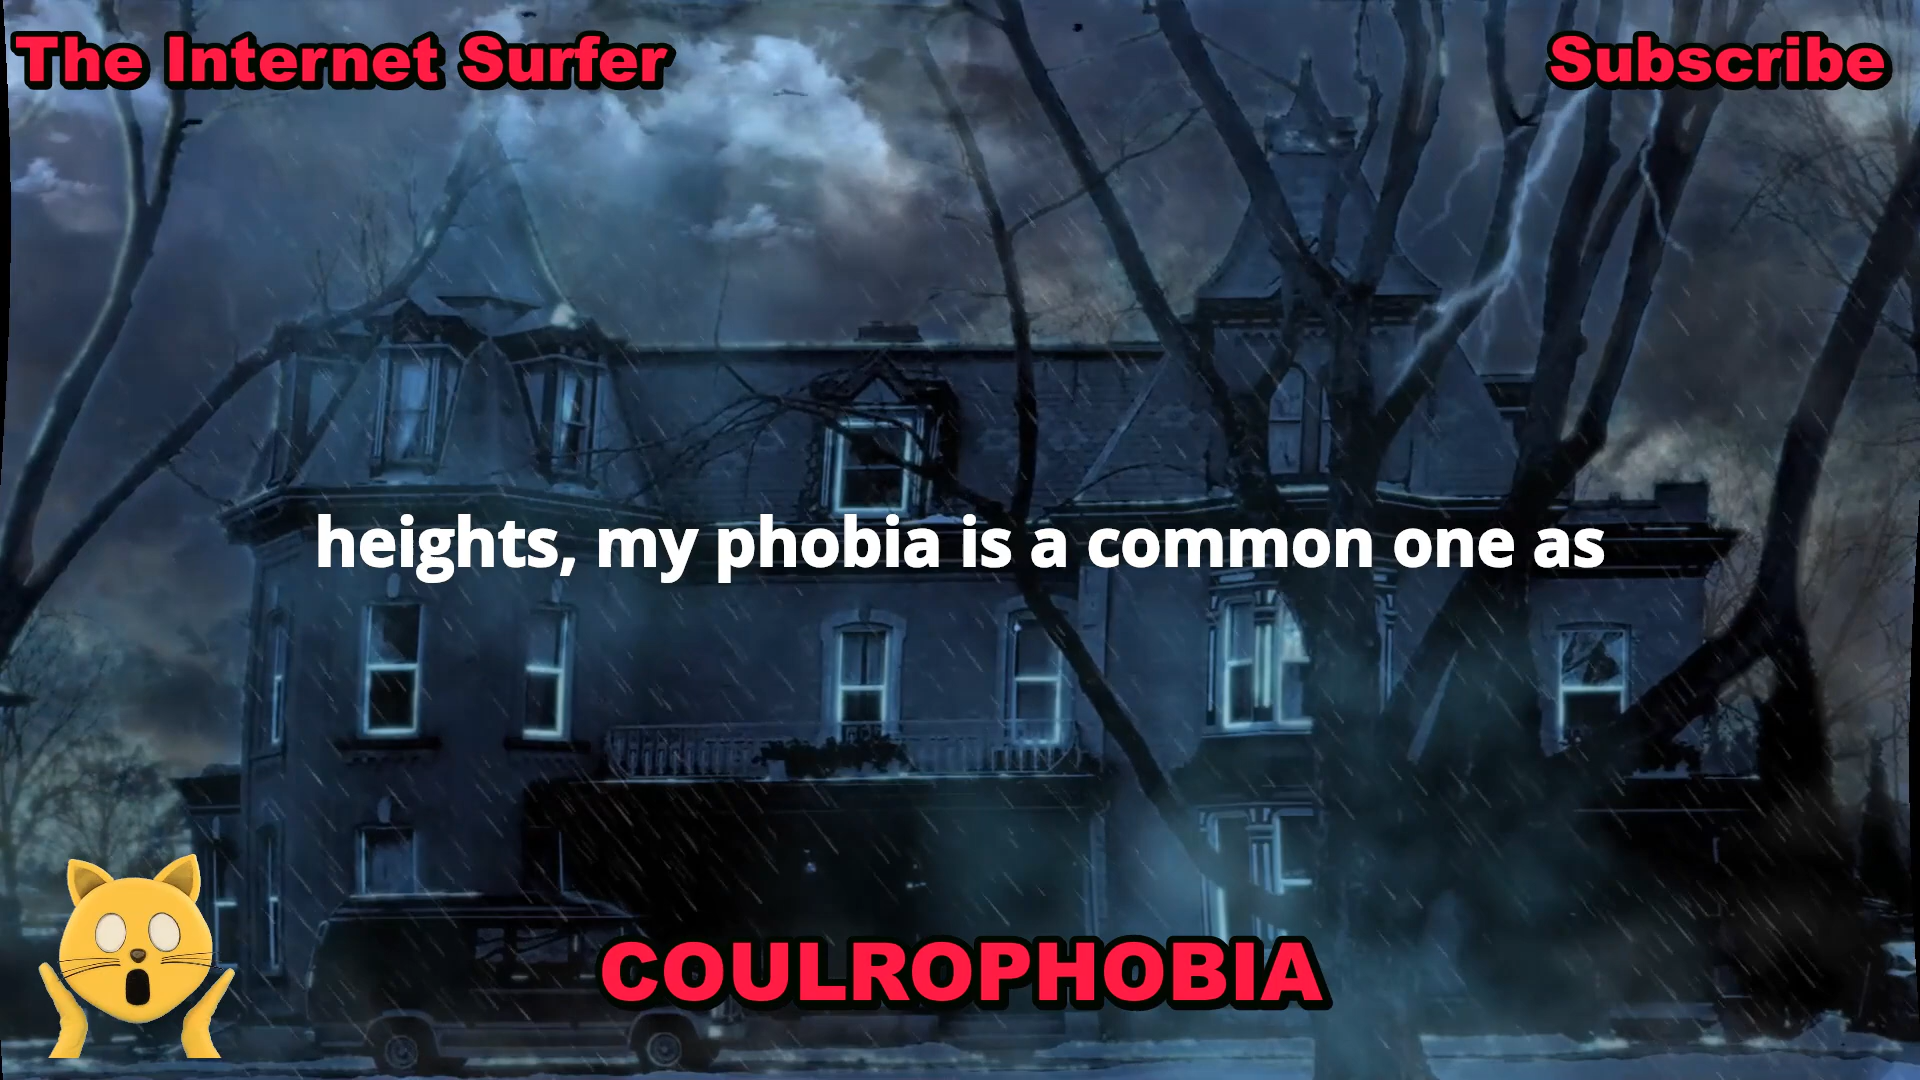 The Internet Surfer
Subscribe
heights, my phobia is a common one as
COULROPHOBIA